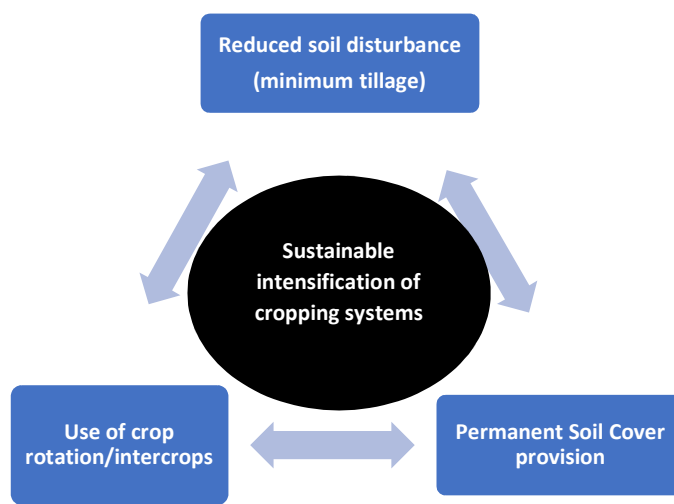 Reduced soil disturbance
(minimum tillage)
Sustainable
intensification of
cropping systems
Use of crop
rotation/intercrops
Permanent Soil Cover
provision